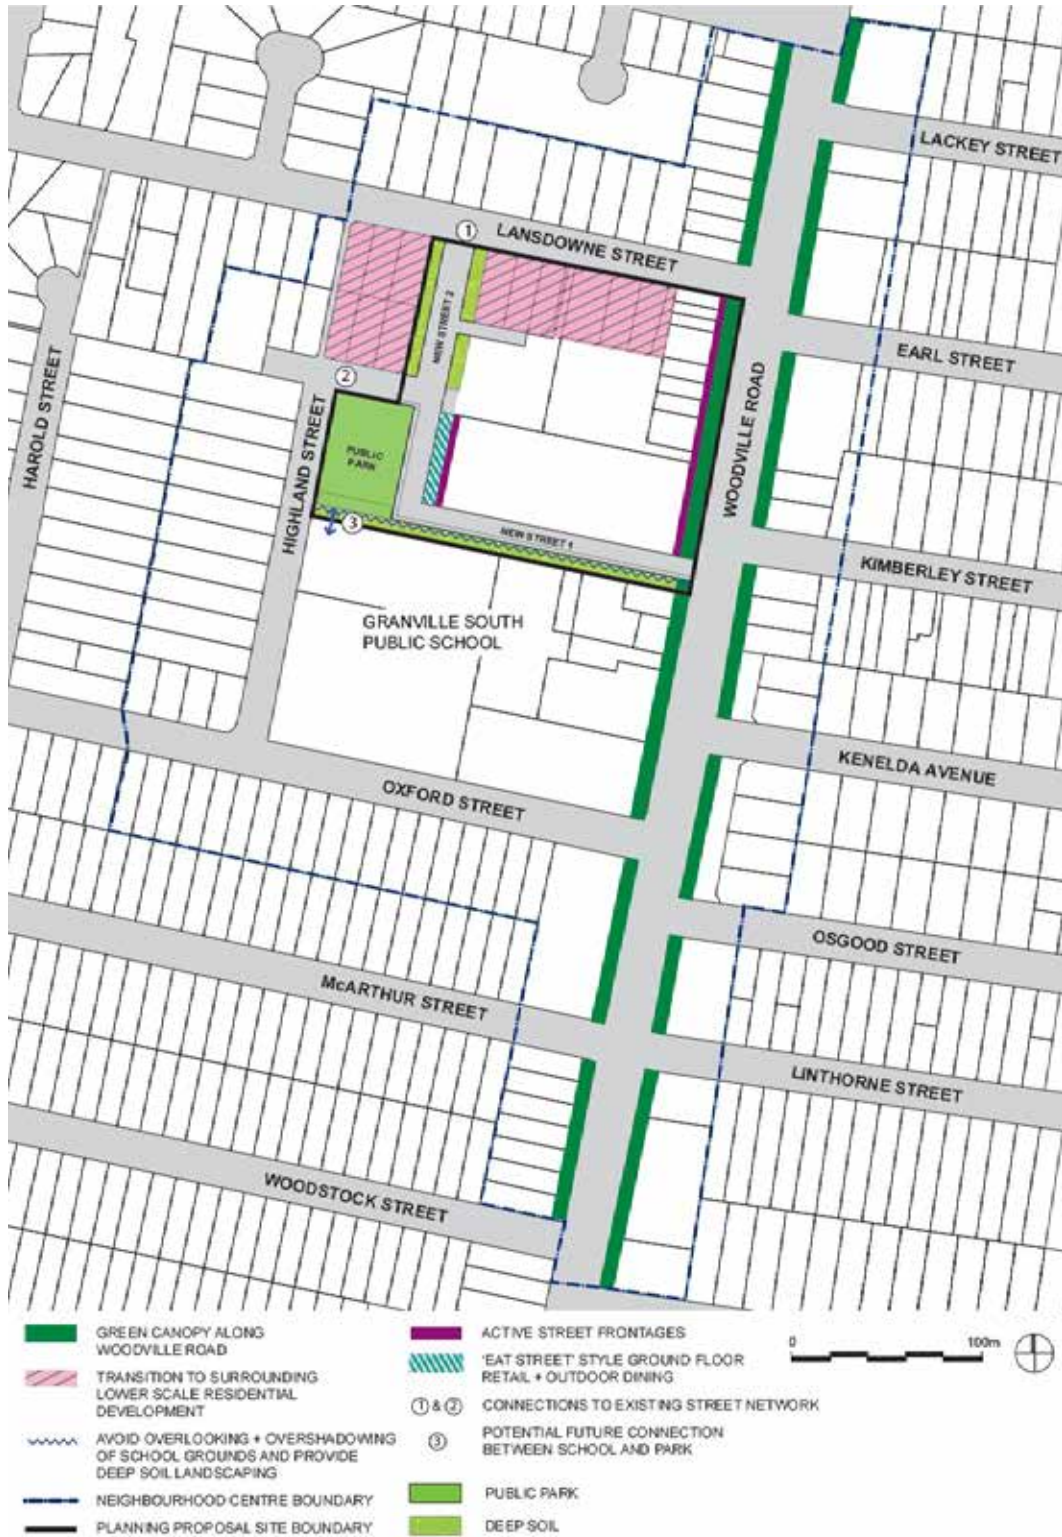 LACKEY STREET
LANSDOWNE STREET
1
NEW STREET 2
EARL STREET
HAROLD STREET
2
HIGHLAND STREET
PUBLIC
PARK
WOODVILLE ROAD
3
NEW STREET 1
KIMBERLEY STREET
GRANVILLE SOUTH
PUBLIC SCHOOL
KENELDA AVENUE
OXFORD STREET
OSGOOD STREET
McARTHUR STREET
LINTHORNE STREET
WOODSTOCK STREET
GREEN CANOPY ALONG
WOODVILLE ROAD
TRANSITION TO SURROUNDING
LOWER SCALE RESIDENTIAL
DEVELOPMENT
AVOID OVERLOOKING + OVERSHADOWING
OF SCHOOL GROUNDS AND PROVIDE
DEEP SOIL LANDSCAPING
NEIGHBOURHOOD CENTRE BOUNDARY
PLANNING PROPOSAL SITE BOUNDARY
ACTIVE STREET FRONTAGES
'EAT STREET' STYLE GROUND FLOOR
RETAIL + OUTDOOR DINING
1 & 2 CONNECTIONS TO EXISTING STREET NETWORK
3 POTENTIAL FUTURE CONNECTION
BETWEEN SCHOOL AND PARK
PUBLIC PARK
DEEP SOIL
0 100m